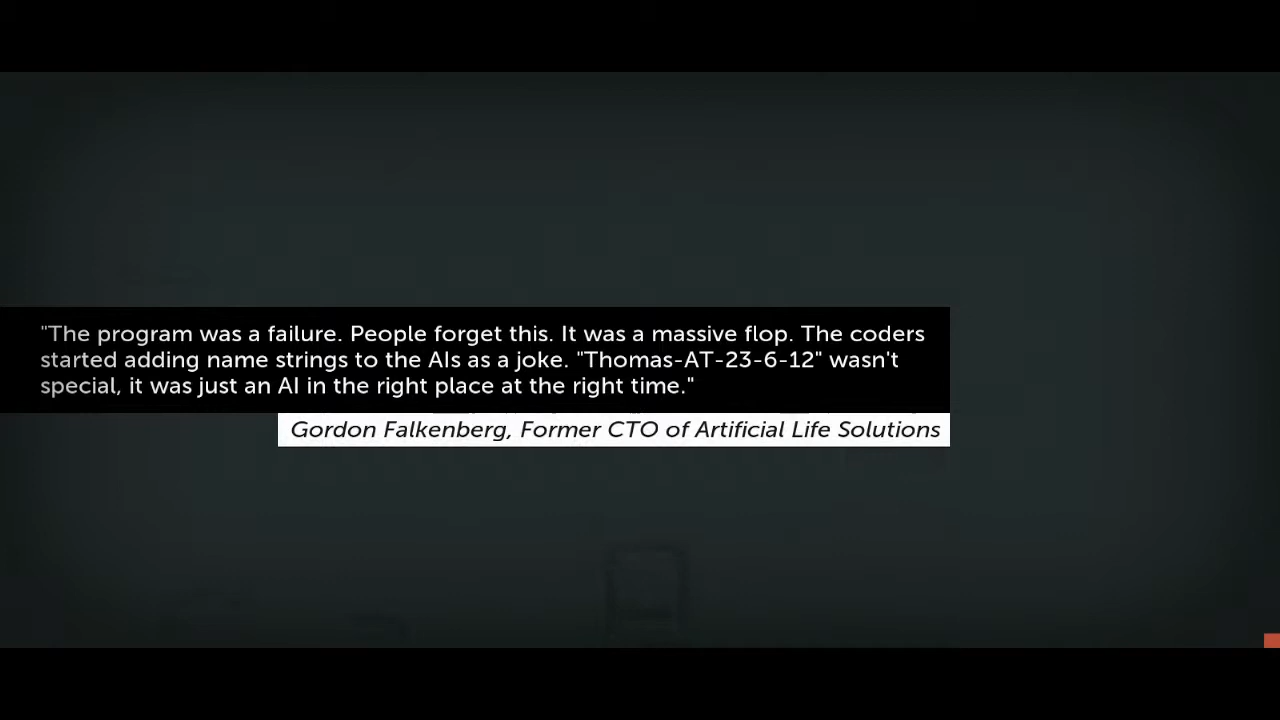 "The program was a failure. People forget this. It was a massive flop. The coders
started adding name strings to the AIs as a joke. "Thomas-AT-23-6-12" wasn't
special, it was just an AI in the right place at the right time."
Gordon Falkenberg, Former CTO of Artificial Life Solutions